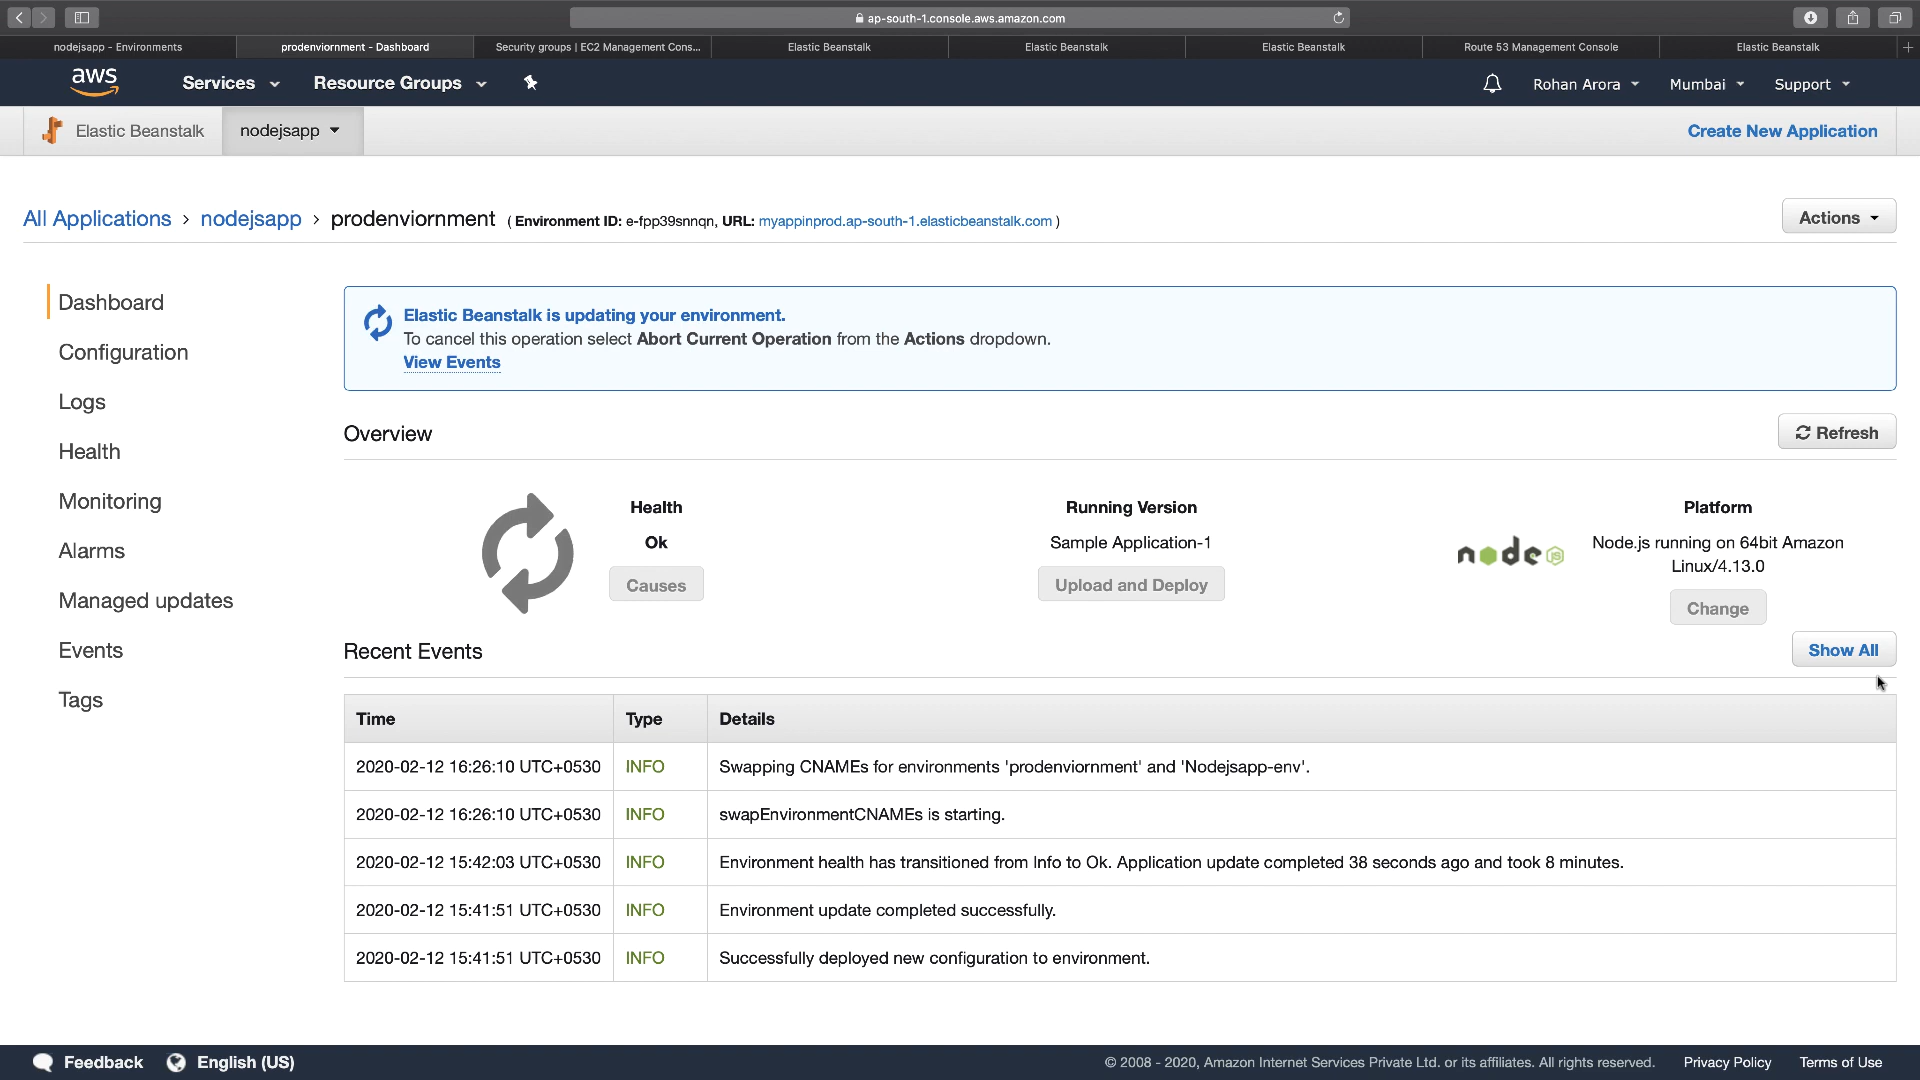 ap-south-1.console.aws.amazon.com
nodejsapp - Environments
prodenviornment - Dashboard
Security groups | EC2 Management Cons...
Elastic Beanstalk
Elastic Beanstalk
Elastic Beanstalk
Route 53 Management Console
Elastic Beanstalk
aws
Services
Resource Groups
Rohan Arora
Mumbai
Support
Elastic Beanstalk
nodejsapp
Create New Application
All Applications › nodejsapp › prodenviornment ( Environment ID: e-fpp39snnqn, URL: myappinprod.ap-south-1.elasticbeanstalk.com )
Actions
Dashboard
Configuration
Logs
Health
Monitoring
Alarms
Managed updates
Events
Tags
Elastic Beanstalk is updating your environment.
To cancel this operation select Abort Current Operation from the Actions dropdown.
View Events
Overview
Refresh
Health
Ok
Causes
Running Version
Sample Application-1
Upload and Deploy
node JS
Platform
Node.js running on 64bit Amazon
Linux/4.13.0
Change
Recent Events
Show All
Time Type Details
2020-02-12 16:26:10 UTC+0530 INFO Swapping CNAMEs for environments 'prodenviornment' and 'Nodejsapp-env'.
2020-02-12 16:26:10 UTC+0530 INFO swapEnvironmentCNAMEs is starting.
2020-02-12 15:42:03 UTC+0530 INFO Environment health has transitioned from Info to Ok. Application update completed 38 seconds ago and took 8 minutes.
2020-02-12 15:41:51 UTC+0530 INFO Environment update completed successfully.
2020-02-12 15:41:51 UTC+0530 INFO Successfully deployed new configuration to environment.
Feedback
English (US)
© 2008 - 2020, Amazon Internet Services Private Ltd. or its affiliates. All rights reserved.
Privacy Policy
Terms of Use